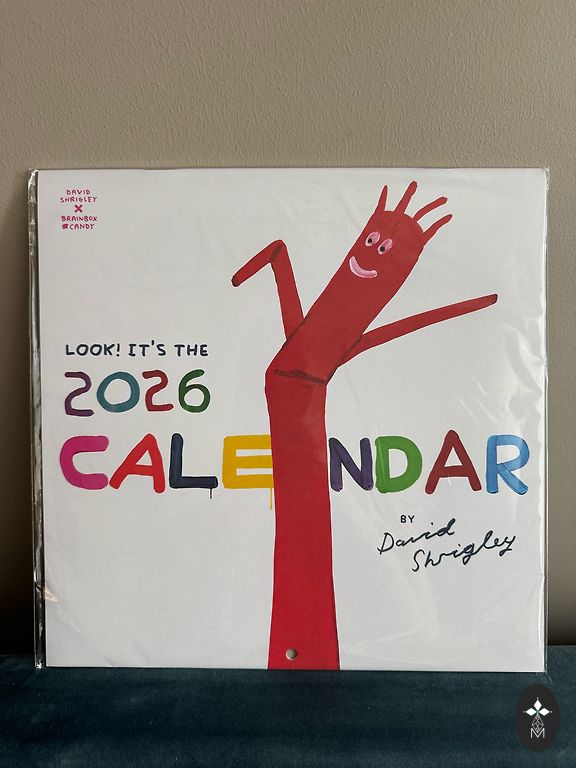 DAVID
SHRIGLEY
X
BRAINBOX
CANDY
LOOK! IT'S THE
2026
CALENDAR
BY
David
Shrigley
M